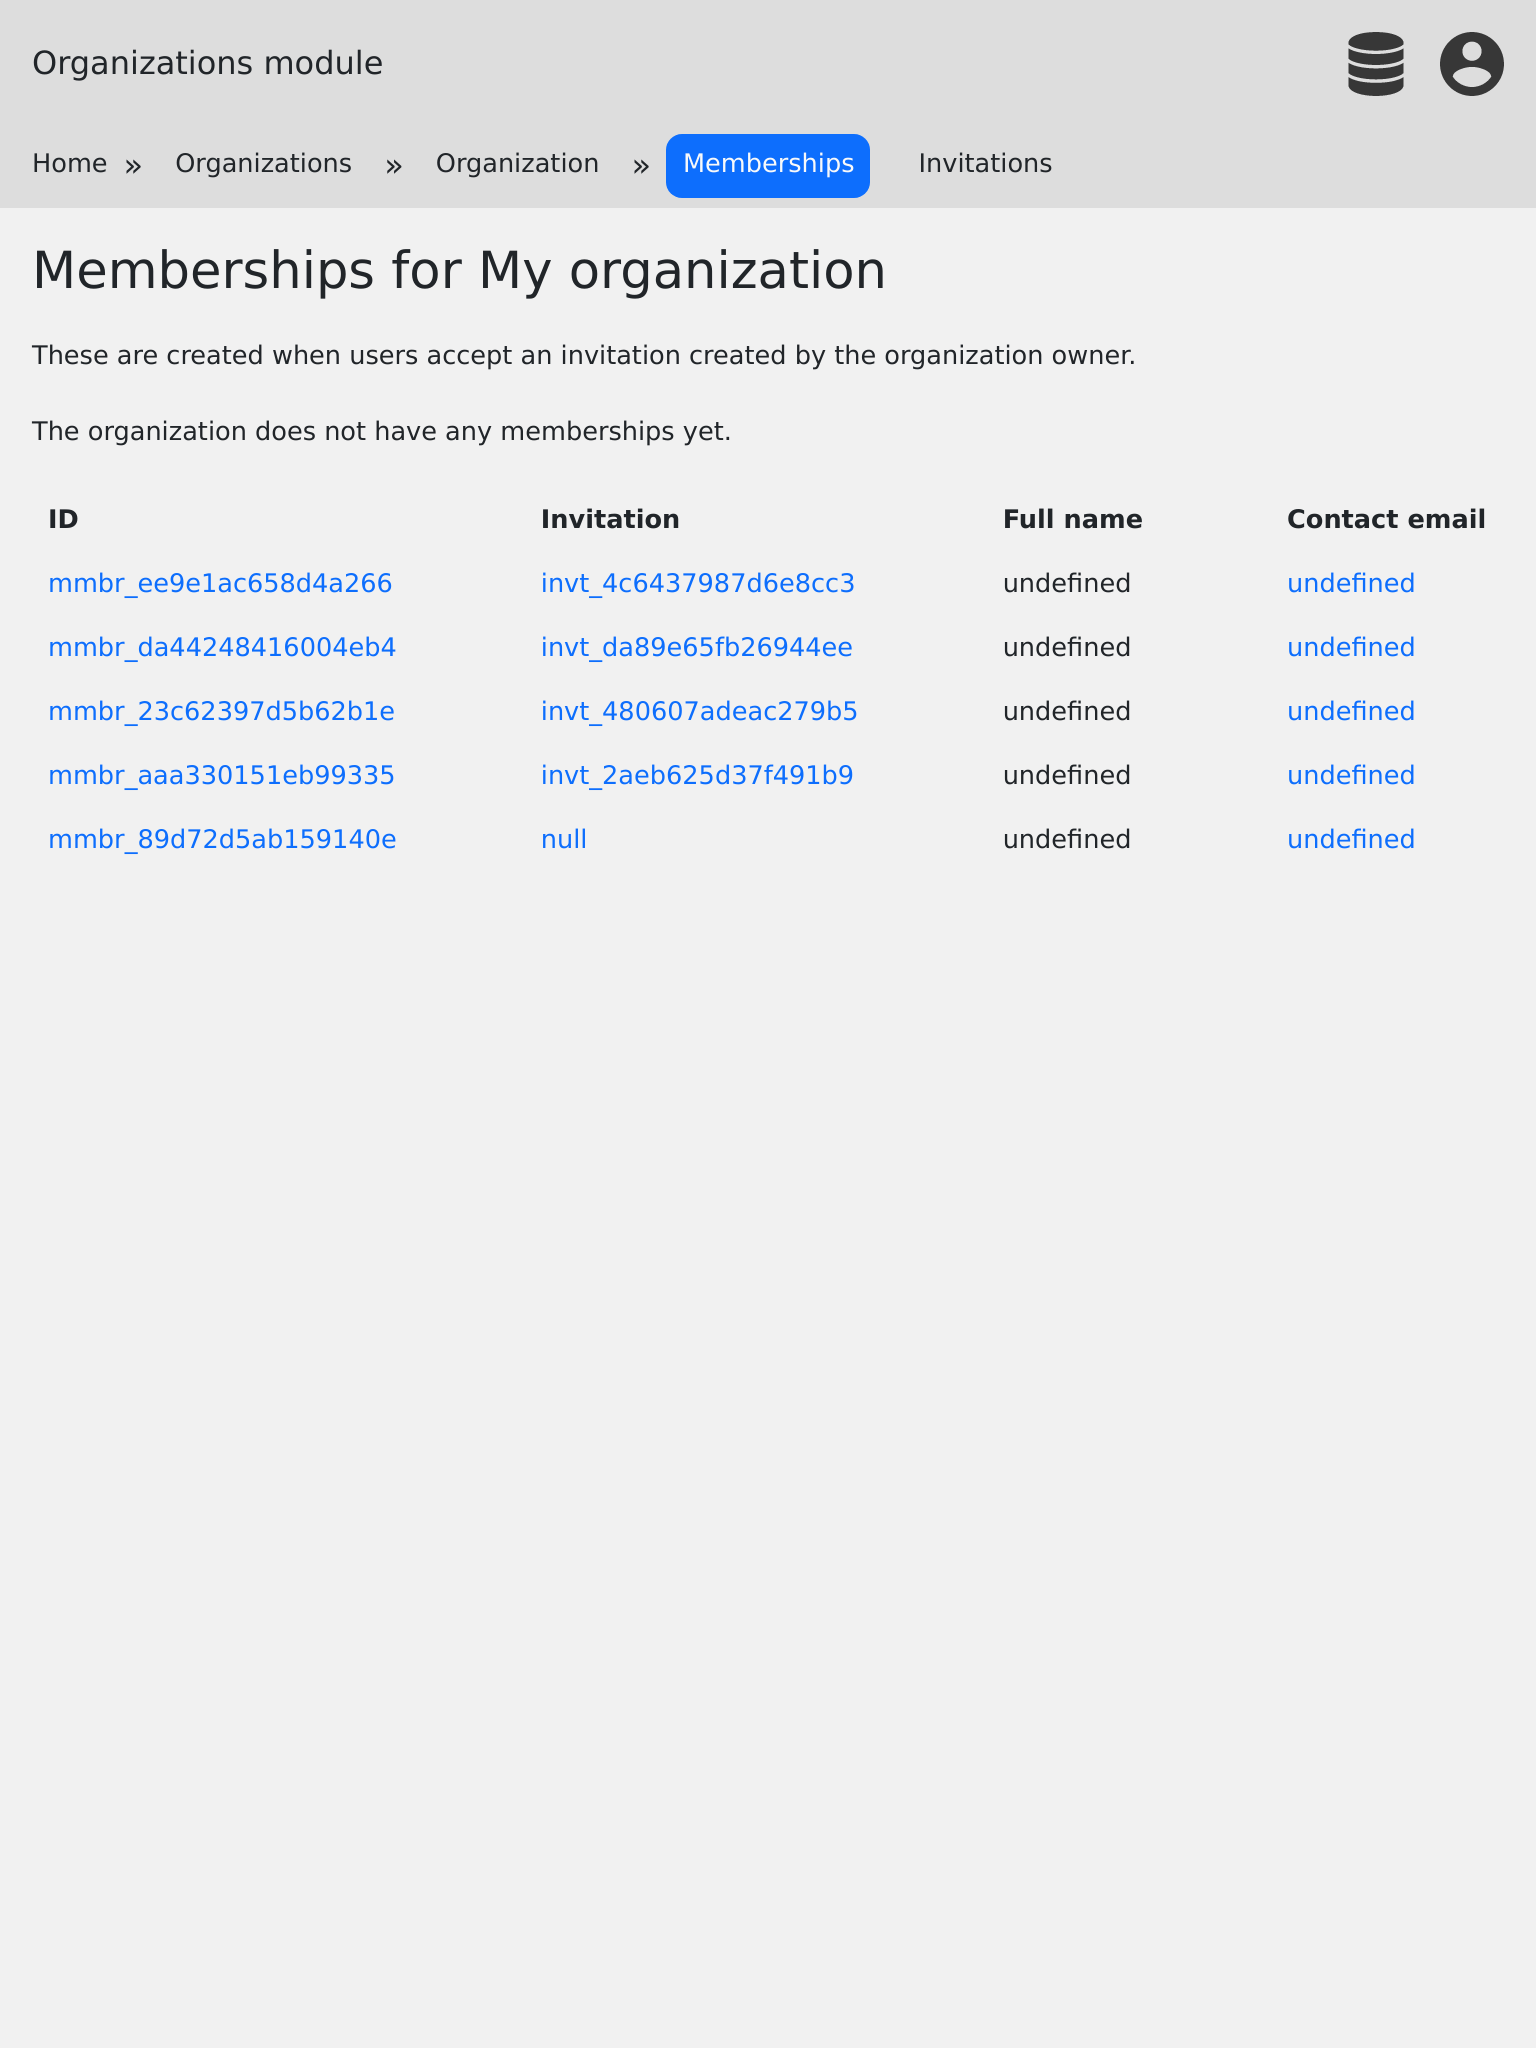 Organizations module
Home » Organizations » Organization » Memberships Invitations
Memberships for My organization
These are created when users accept an invitation created by the organization owner.
The organization does not have any memberships yet.
ID Invitation Full name Contact email
mmbr_ee9e1ac658d4a266 invt_4c6437987d6e8cc3 undefined undefined
mmbr_da44248416004eb4 invt_da89e65fb26944ee undefined undefined
mmbr_23c62397d5b62b1e invt_480607adeac279b5 undefined undefined
mmbr_aaa330151eb99335 invt_2aeb625d37f491b9 undefined undefined
mmbr_89d72d5ab159140e null undefined undefined